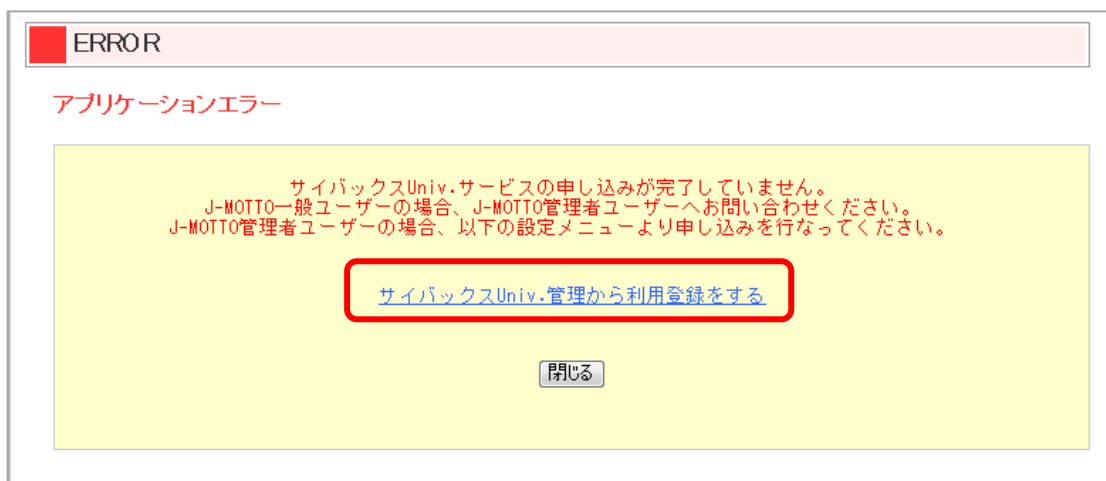 ERROR
アプリケーションエラー
サイバックスUniv.サービスの申し込みが完了していません。
J-MOTTO一般ユーザーの場合、J-MOTTO管理者ユーザーへお問い合わせください。
J-MOTTO管理者ユーザーの場合、以下の設定メニューより申し込みを行なってください。
サイバックスUniv.管理から利用登録をする
閉じる